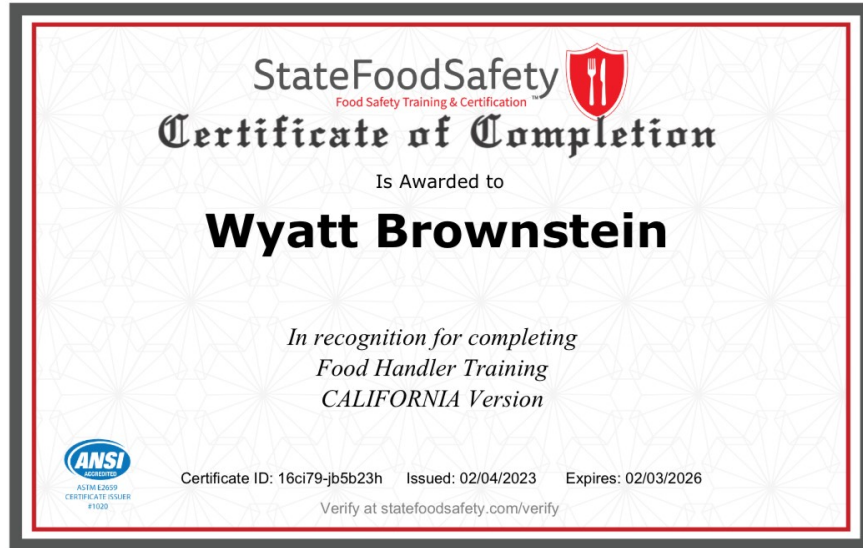 StateFoodSafety
Food Safety Training & Certification ™
Certificate of Completion
Is Awarded to
Wyatt Brownstein
In recognition for completing
Food Handler Training
CALIFORNIA Version
ANSI
ACCREDITED
ASTM E2659
CERTIFICATE ISSUER
#1020
Certificate ID: 16ci79-jb5b23h Issued: 02/04/2023 Expires: 02/03/2026
Verify at statefoodsafety.com/verify